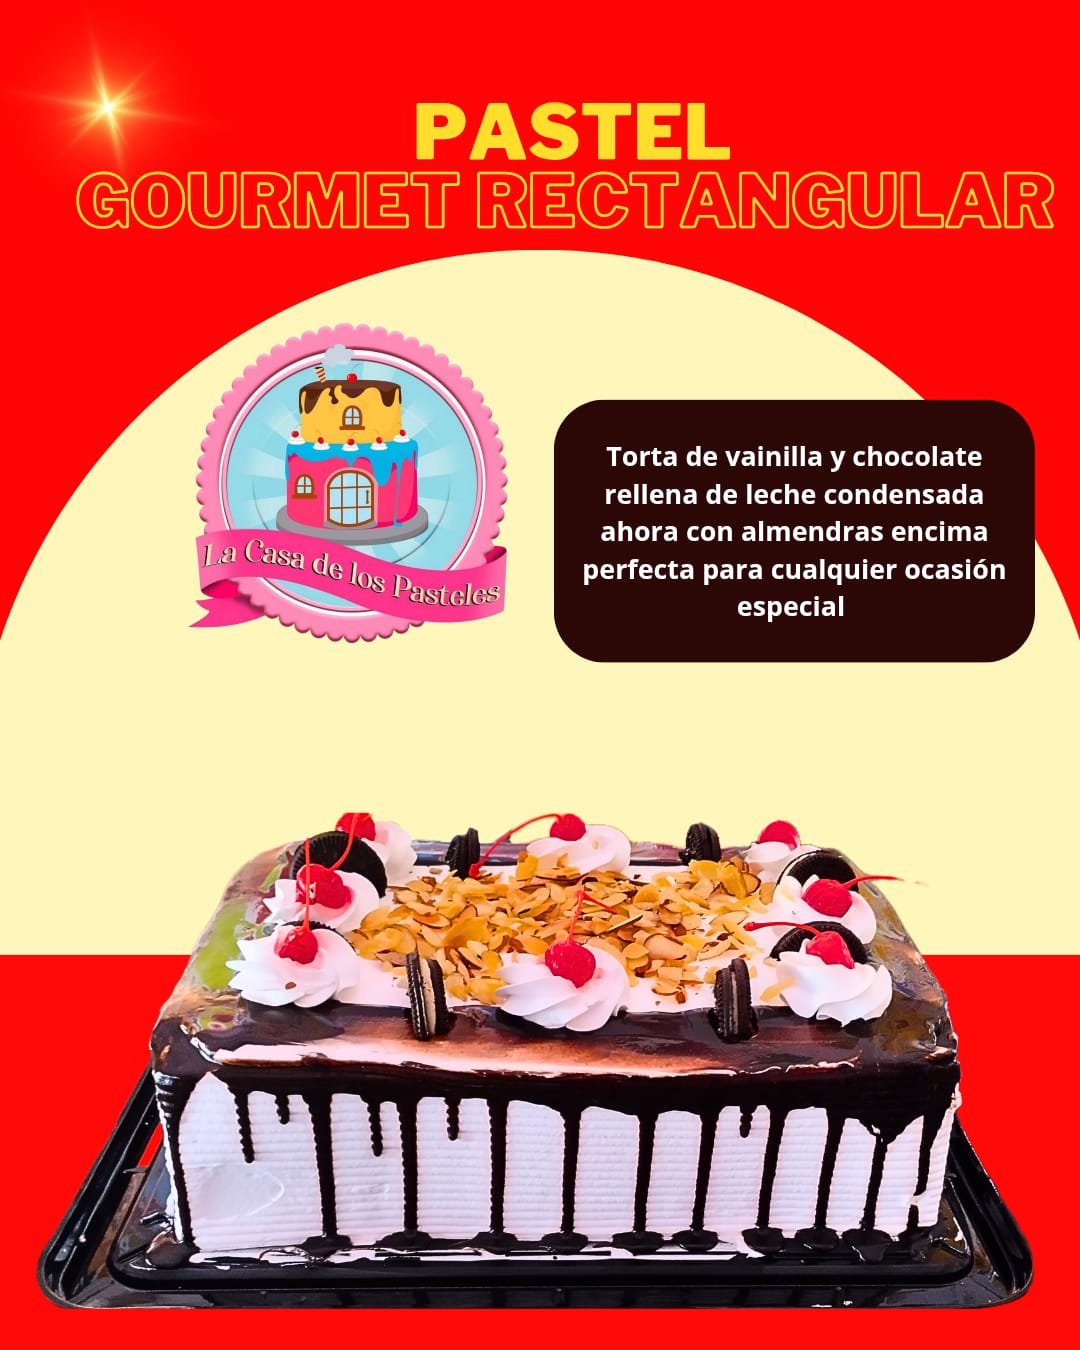 PASTEL
GOURMET RECTANGULAR
La Casa de los Pasteles
Torta de vainilla y chocolate
rellena de leche condensada
ahora con almendras encima
perfecta para cualquier ocasión
especial